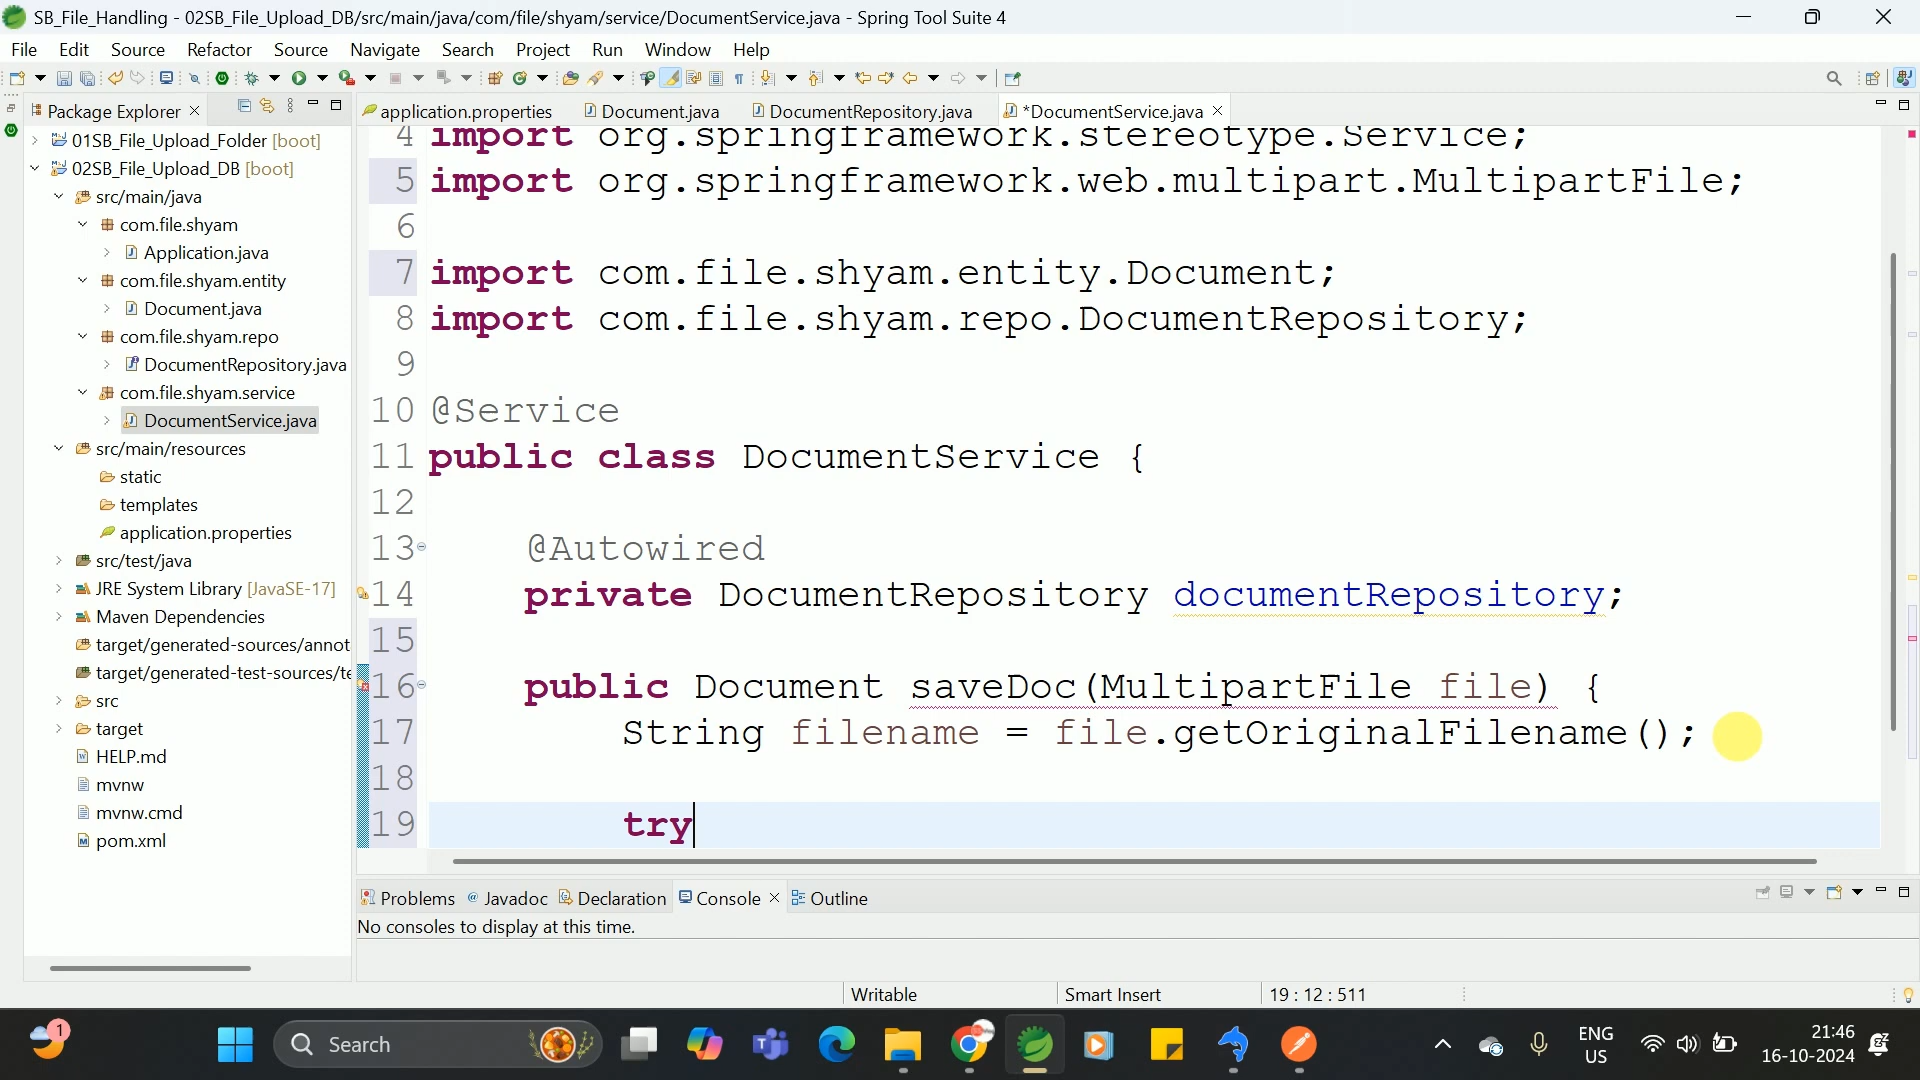 SB_File_Handling - 02SB_File_Upload_DB/src/main/java/com/file/shyam/service/DocumentService.java - Spring Tool Suite 4
File Edit Source Refactor Source Navigate Search Project Run Window Help
Package Explorer
application.properties Document.java DocumentRepository.java *DocumentService.java
01SB_File_Upload_Folder [boot]
02SB_File_Upload_DB [boot]
src/main/java
com.file.shyam
Application.java
com.file.shyam.entity
Document.java
com.file.shyam.repo
DocumentRepository.java
com.file.shyam.service
DocumentService.java
src/main/resources
static
templates
application.properties
src/test/java
JRE System Library [JavaSE-17]
Maven Dependencies
target/generated-sources/annot
target/generated-test-sources/te
src
target
HELP.md
mvnw
mvnw.cmd
pom.xml
4 import org.springframework.stereotype.Service;
5 import org.springframework.web.multipart.MultipartFile;
6
7 import com.file.shyam.entity.Document;
8 import com.file.shyam.repo.DocumentRepository;
9
10 @Service
11 public class DocumentService {
12
13 @Autowired
14 private DocumentRepository documentRepository;
15
16 public Document saveDoc(MultipartFile file) {
17 String filename = file.getOriginalFilename();
18
19 try
Problems Javadoc Declaration Console Outline
No consoles to display at this time.
Writable Smart Insert 19 : 12 : 511
1 Search ENG
US 21:46
16-10-2024